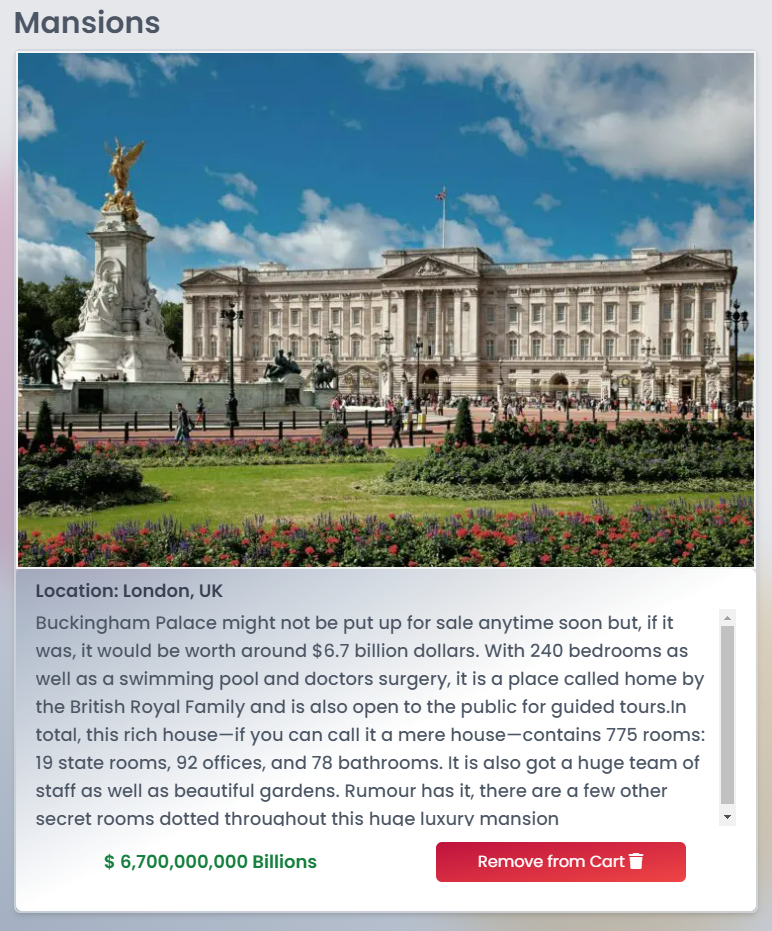 Mansions
Location: London, UK
Buckingham Palace might not be put up for sale anytime soon but, if it
was, it would be worth around $6.7 billion dollars. With 240 bedrooms as
well as a swimming pool and doctors surgery, it is a place called home by
the British Royal Family and is also open to the public for guided tours.In
total, this rich house—if you can call it a mere house—contains 775 rooms:
19 state rooms, 92 offices, and 78 bathrooms. It is also got a huge team of
staff as well as beautiful gardens. Rumour has it, there are a few other
secret rooms dotted throughout this huge luxury mansion
$ 6,700,000,000 Billions
Remove from Cart